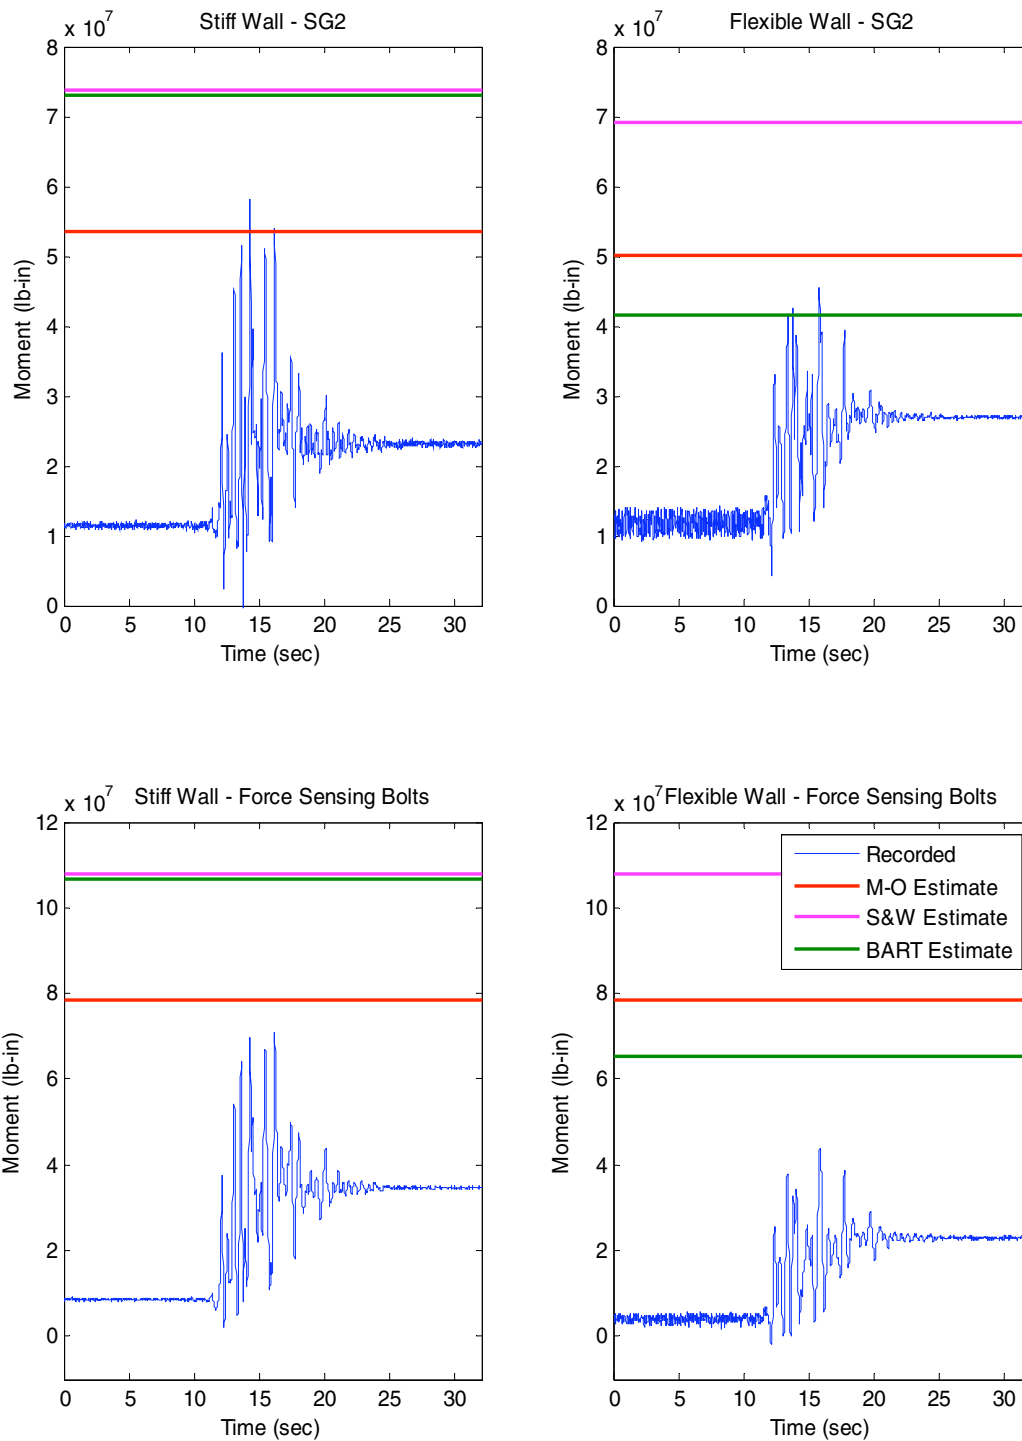 x 10^7
Stiff Wall - SG2
8
7
6
5
4
3
2
1
0
Moment (lb-in)
0 5 10 15 20 25 30
Time (sec)
x 10^7
Flexible Wall - SG2
8
7
6
5
4
3
2
1
0
Moment (lb-in)
0 5 10 15 20 25 30
Time (sec)
x 10^7
Stiff Wall - Force Sensing Bolts
12
10
8
6
4
2
0
Moment (lb-in)
0 5 10 15 20 25 30
Time (sec)
x 10^7
Flexible Wall - Force Sensing Bolts
12
10
8
6
4
2
0
Moment (lb-in)
0 5 10 15 20 25 30
Time (sec)
Recorded
M-O Estimate
S&W Estimate
BART Estimate